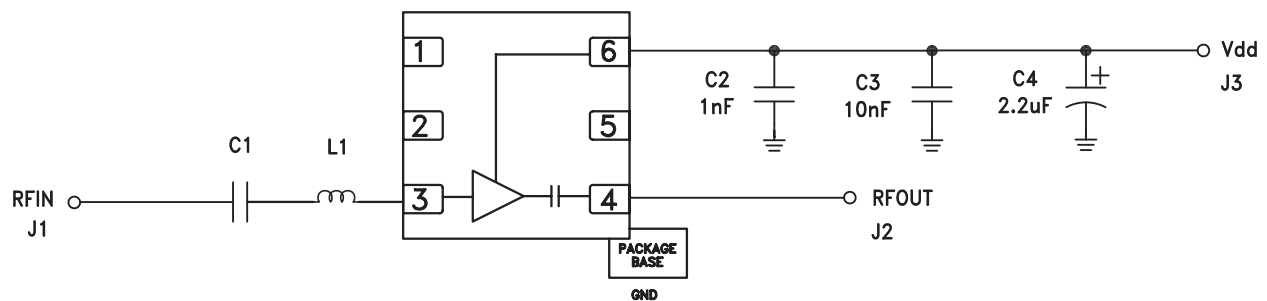 1
6
Vdd
J3
C2
1nF
C3
10nF
C4
+
2.2uF
2
5
C1
L1
RFIN
J1
3
4
RFOUT
J2
PACKAGE
BASE
GND